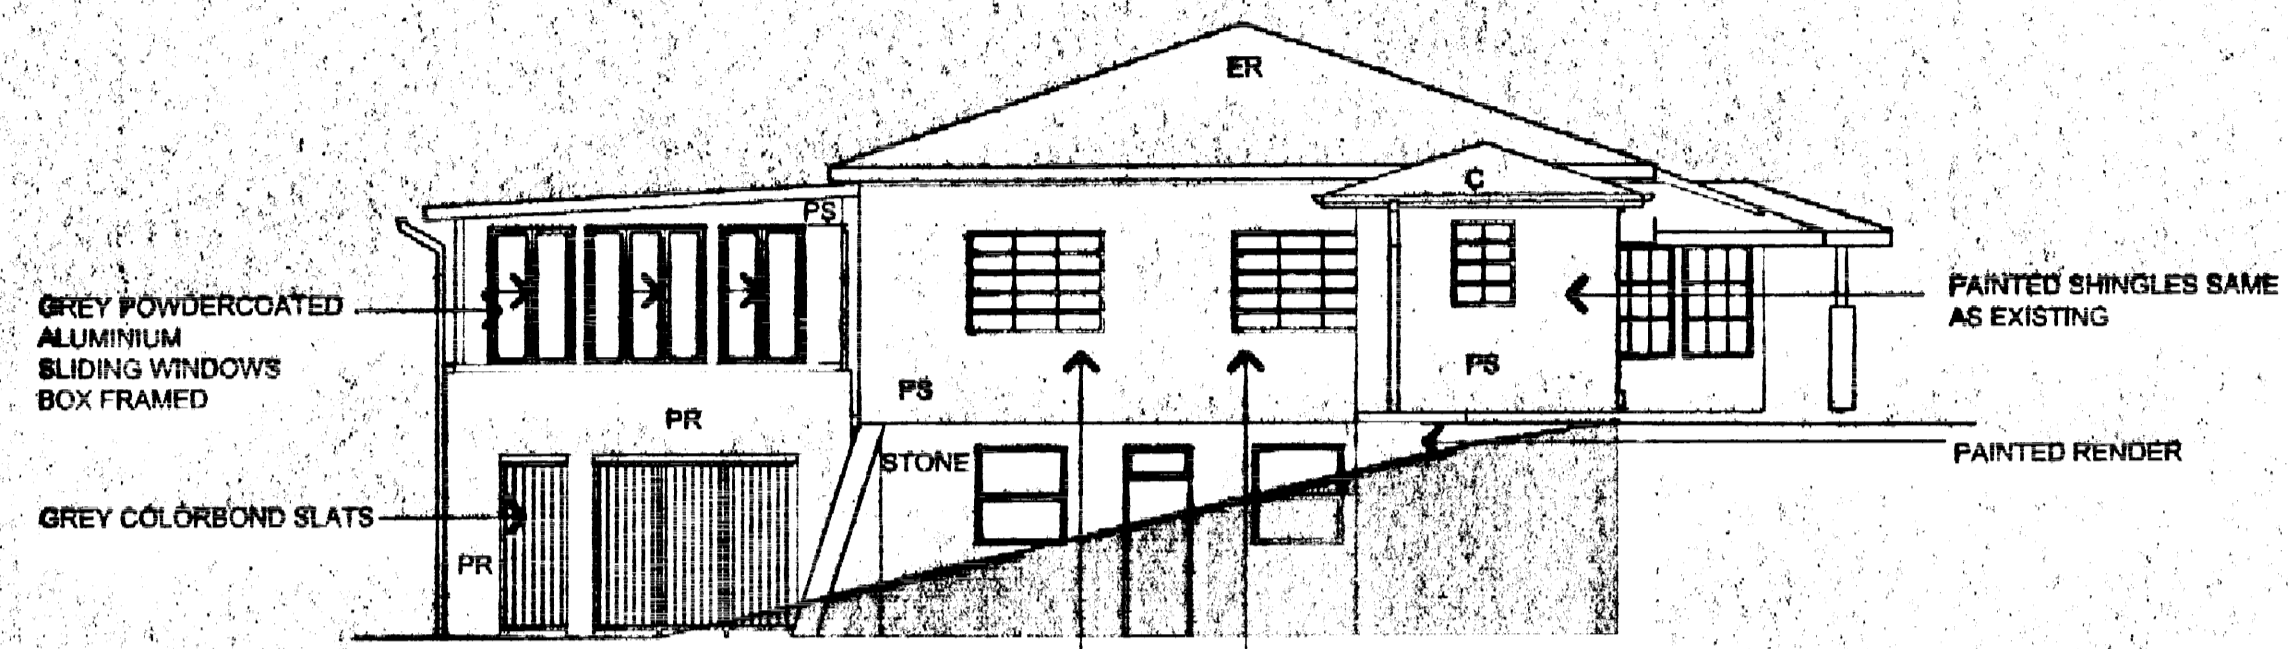 ER
C
PS
GREY POWDERCOATED
ALUMINIUM
SLIDING WINDOWS
BOX FRAMED
PAINTED SHINGLES SAME
AS EXISTING
PS
PS
PR
STONE
PAINTED RENDER
GREY COLORBOND SLATS
PR